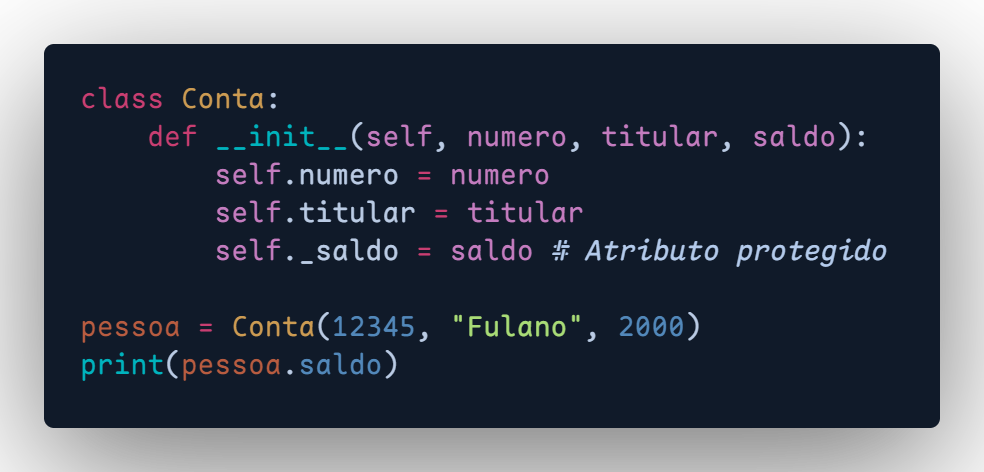 class Conta:
    def __init__(self, numero, titular, saldo):
        self.numero = numero
        self.titular = titular
        self._saldo = saldo # Atributo protegido

pessoa = Conta(12345, "Fulano", 2000)
print(pessoa.saldo)